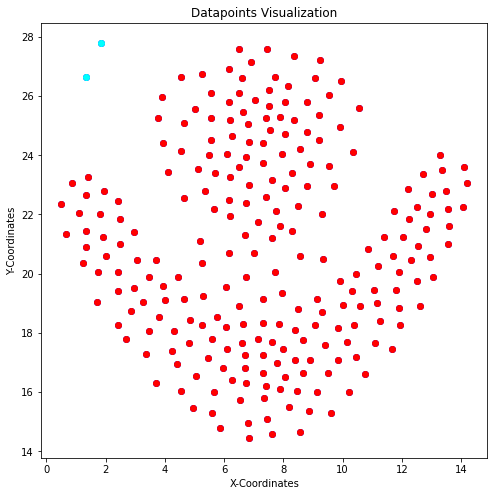 Datapoints Visualization
28
26
24
22
20
18
16
14
Y-Coordinates
0 2 4 6 8 10 12 14
X-Coordinates